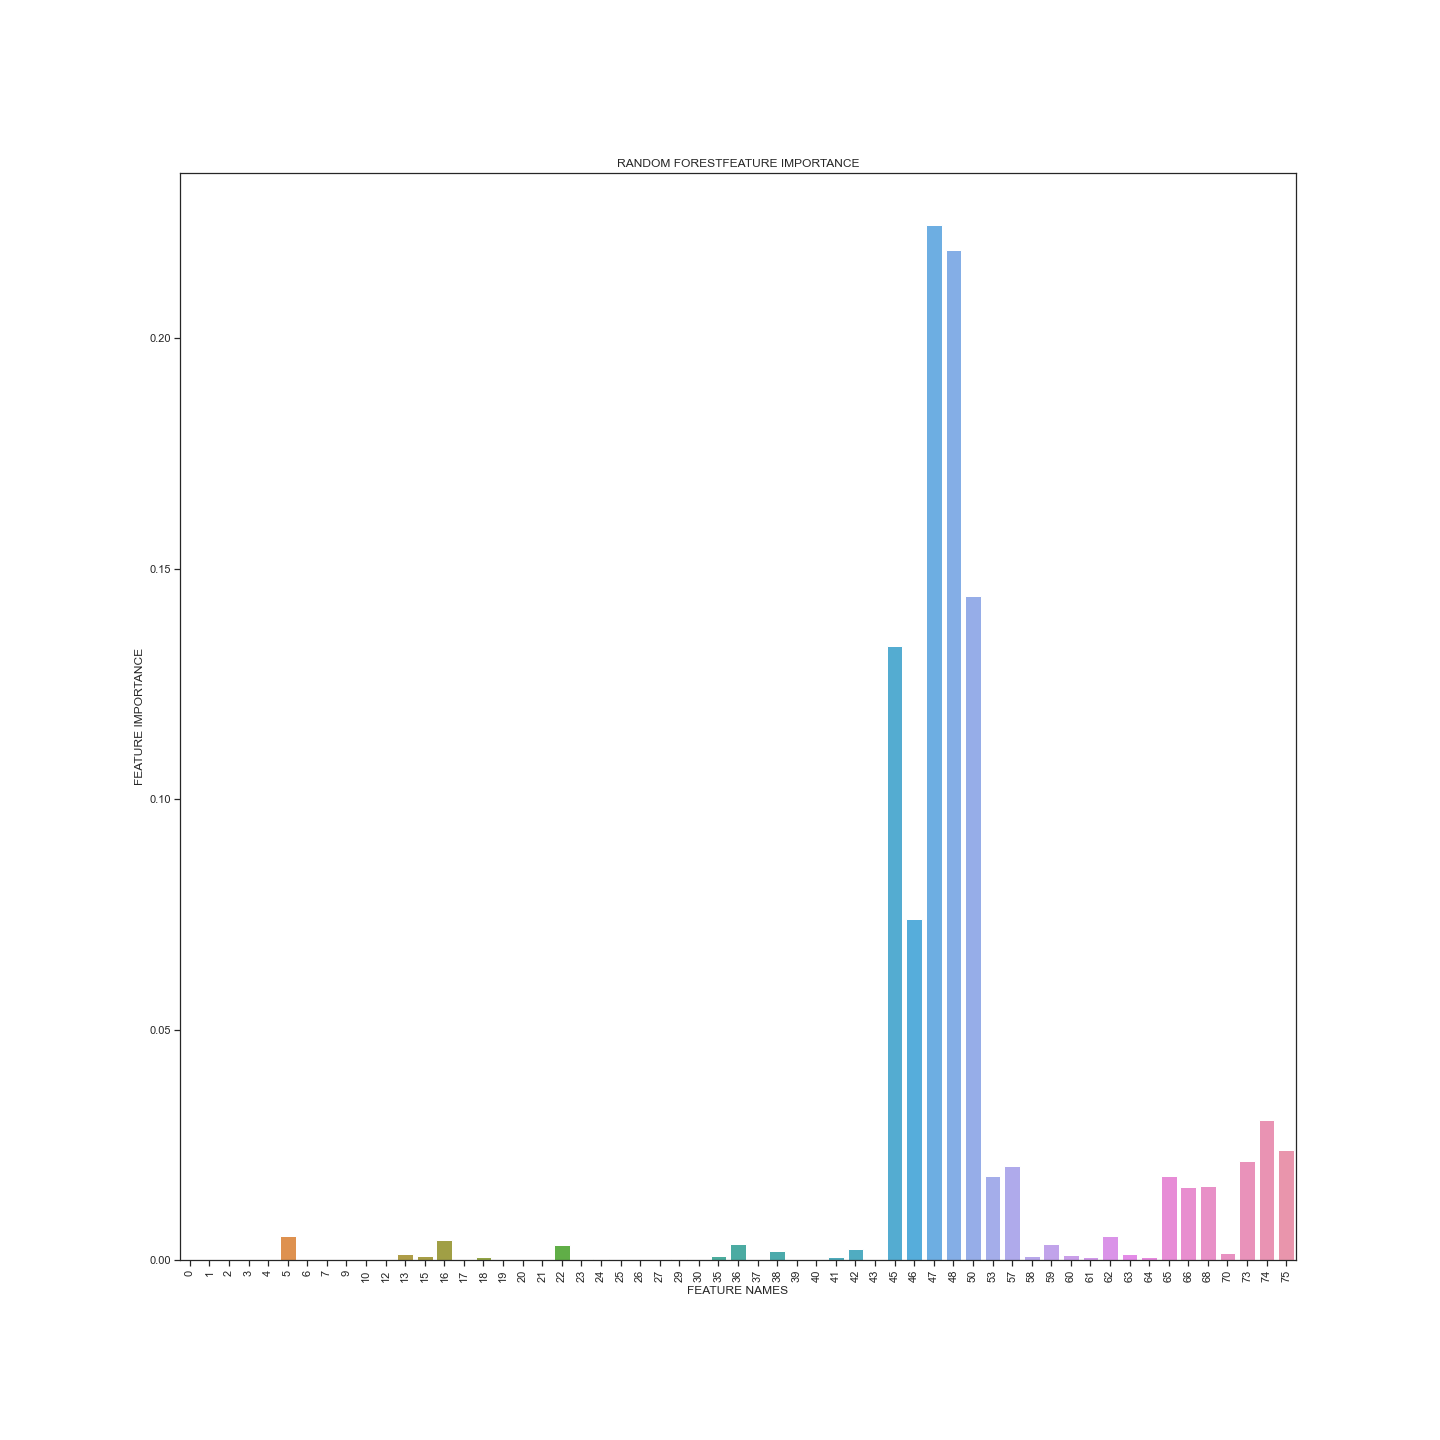 RANDOM FORESTFEATURE IMPORTANCE
FEATURE IMPORTANCE
0.20
0.15
0.10
0.05
0.00
0 1 2 3 4 5 6 7 9 10 12 13 15 16 17 18 19 20 21 22 23 24 25 26 27 29 30 35 36 37 38 39 40 41 42 43 45 46 47 48 50 53 57 58 59 60 61 62 63 64 65 66 68 70 73 74 75
FEATURE NAMES